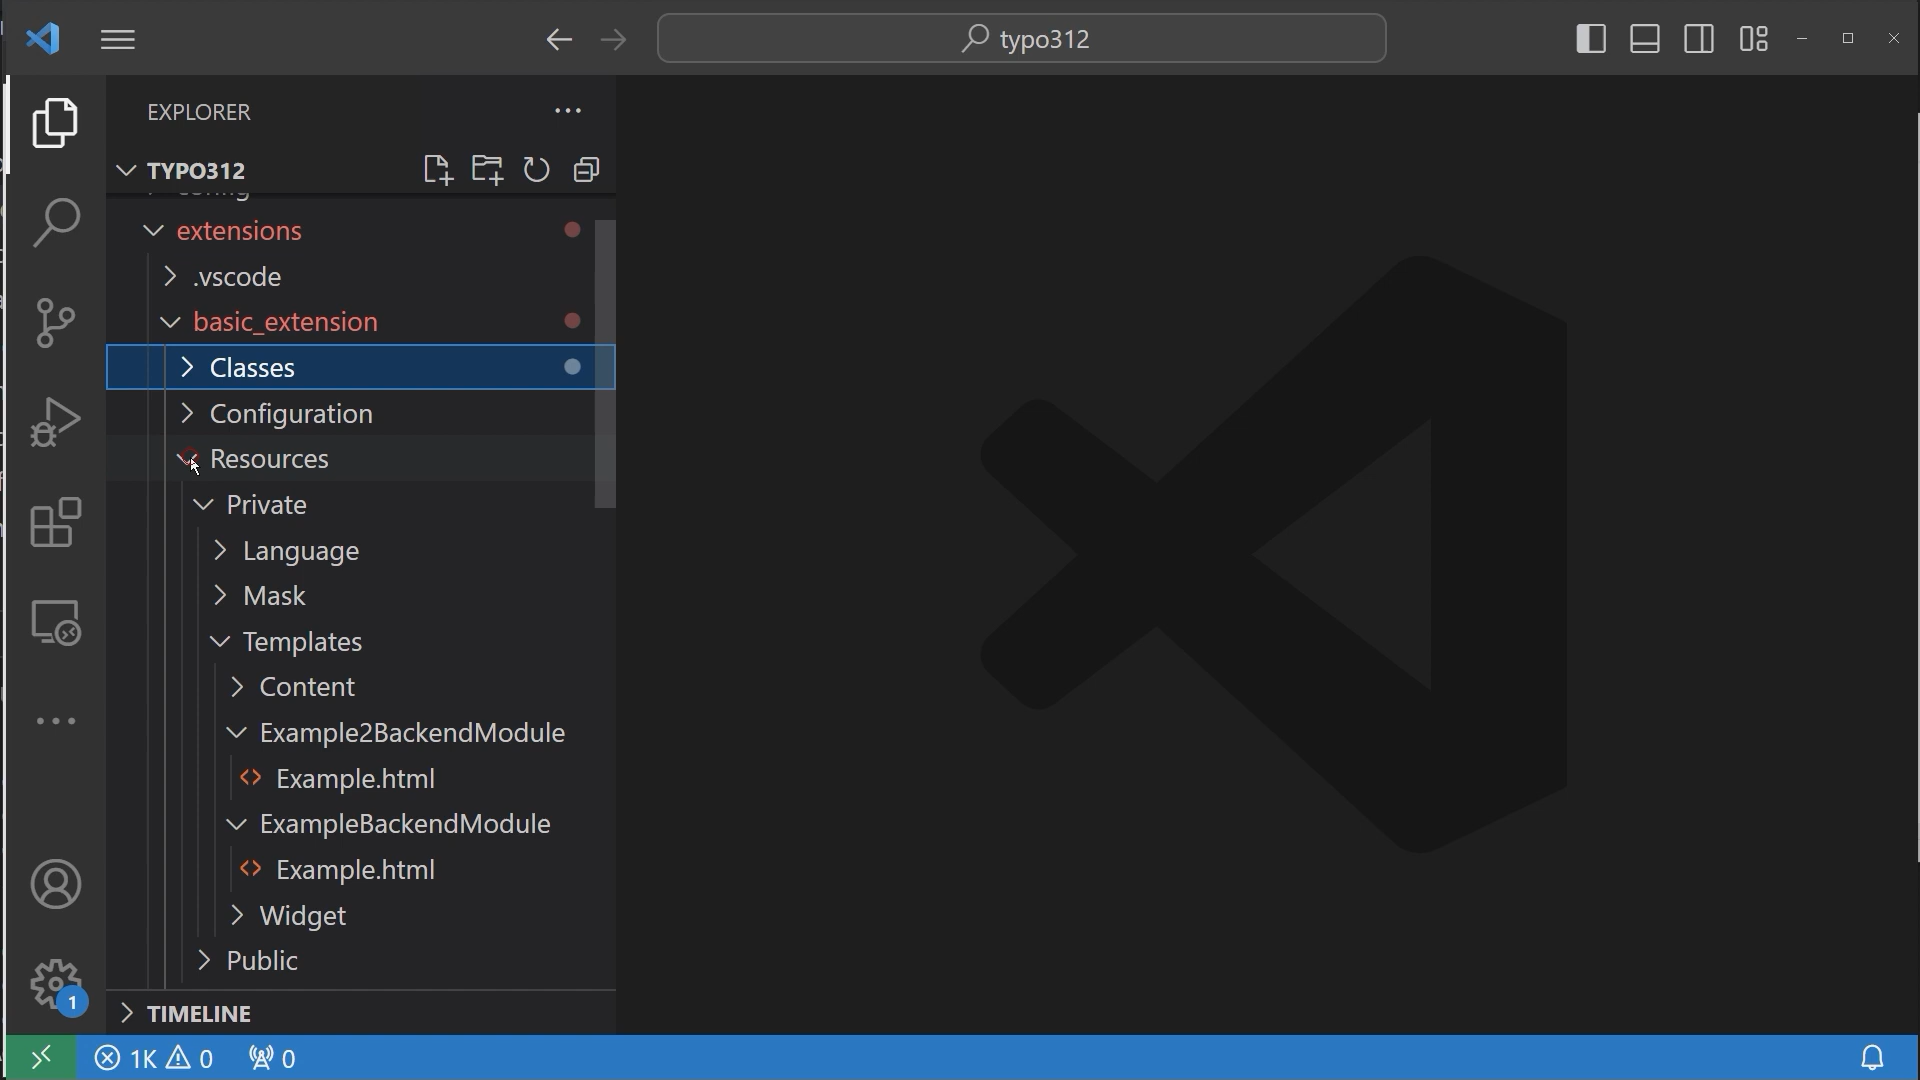 typo312
EXPLORER
TYPO312
config
extensions
.vscode
basic_extension
Classes
Configuration
Resources
Private
Language
Mask
Templates
Content
Example2BackendModule
Example.html
ExampleBackendModule
Example.html
Widget
Public
TIMELINE
1
1K 0 0